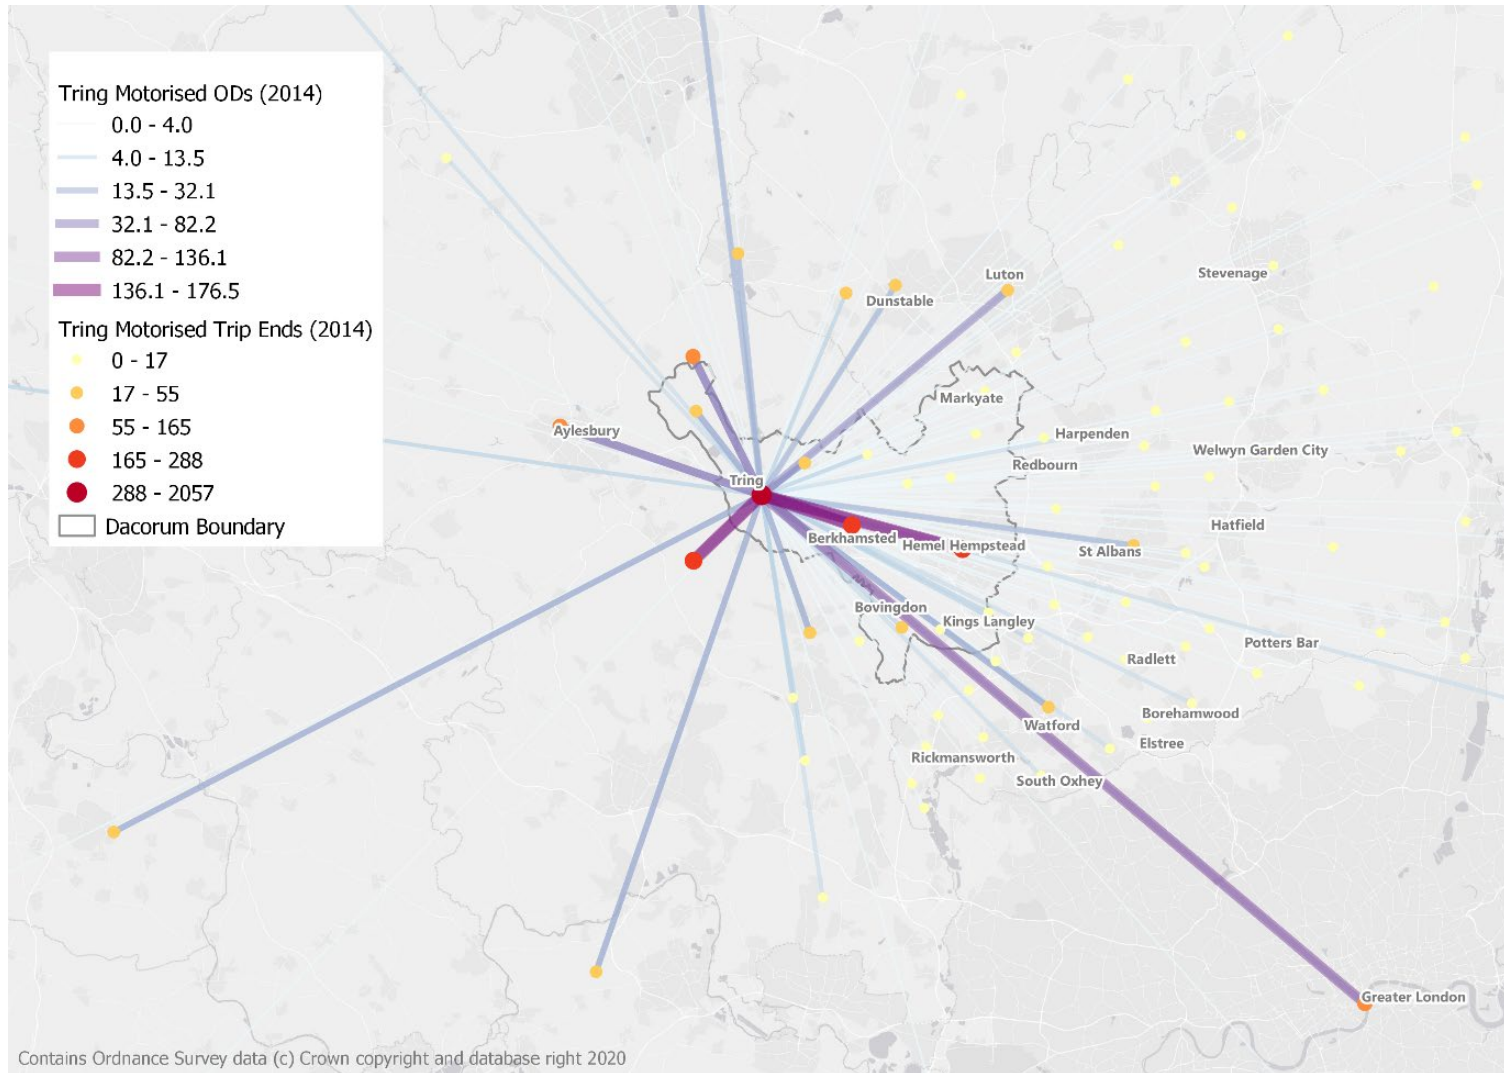 Tring Motorised ODs (2014)
0.0 - 4.0
4.0 - 13.5
13.5 - 32.1
32.1 - 82.2
82.2 - 136.1
136.1 - 176.5
Tring Motorised Trip Ends (2014)
0 - 17
17 - 55
55 - 165
165 - 288
288 - 2057
Dacorum Boundary
Luton
Stevenage
Dunstable
Markyate
Aylesbury
Harpenden
Welwyn Garden City
Redbourn
Tring
Hatfield
Berkhamsted
Hemel Hempstead
St Albans
Bovingdon
Kings Langley
Potters Bar
Radlett
Borehamwood
Watford
Elstree
Rickmansworth
South Oxhey
Greater London
Contains Ordnance Survey data (c) Crown copyright and database right 2020